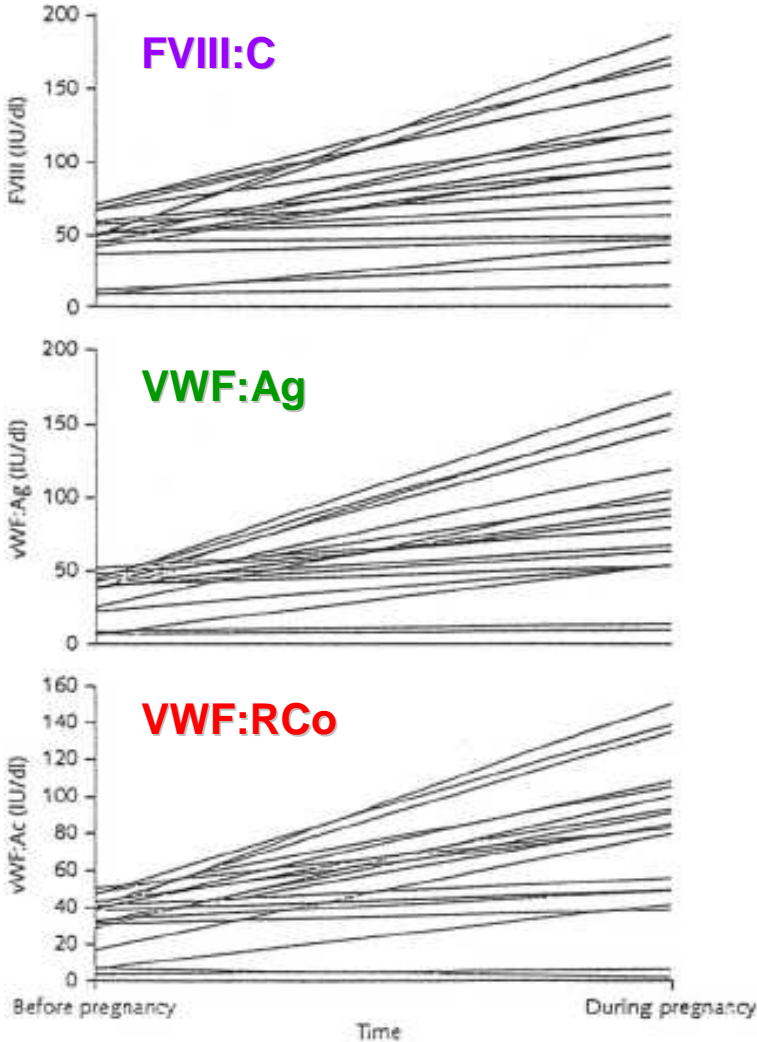 200
FVIII:C
150
100
50
0
FVIII (IU/dl)
200
VWF:Ag
150
100
50
0
vWF:Ag (IU/dl)
160
VWF:RCo
140
120
100
80
60
40
20
0
vWF:Ac (IU/dl)
Before pregnancy
During pregnancy
Time